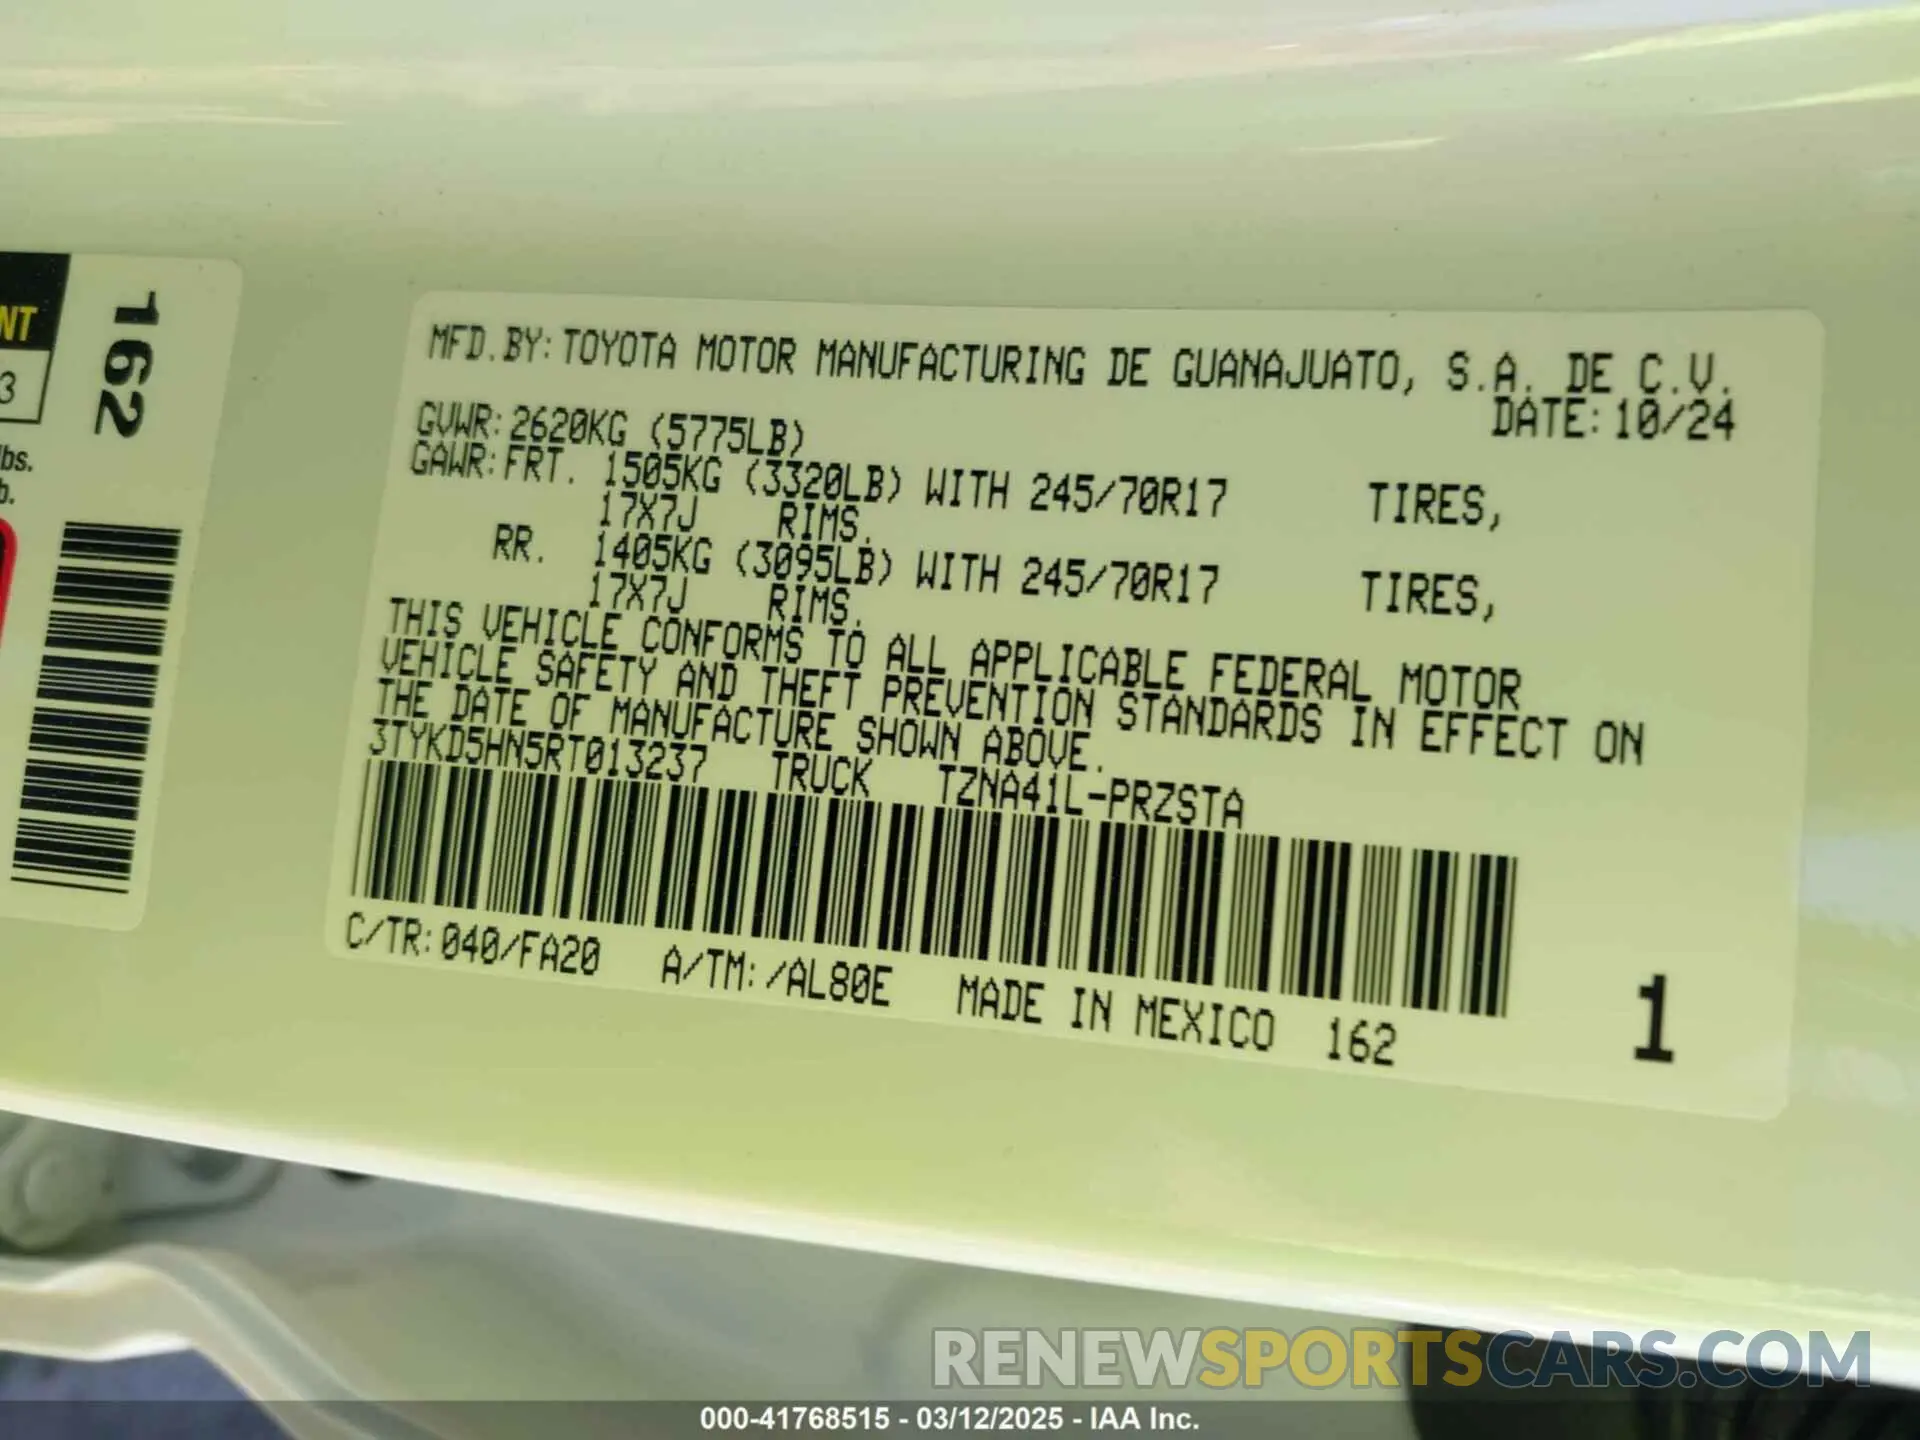 NT
3
lbs.
b.
162
MFD.BY:TOYOTA MOTOR MANUFACTURING DE GUANAJUATO, S.A. DE C.V.
DATE:10/24
GVWR:2620KG (5775LB)
GAWR:FRT. 1505KG (3320LB) WITH 245/70R17 TIRES,
17X7J RIMS.
RR. 1405KG (3095LB) WITH 245/70R17 TIRES,
17X7J RIMS.
THIS VEHICLE CONFORMS TO ALL APPLICABLE FEDERAL MOTOR
VEHICLE SAFETY AND THEFT PREVENTION STANDARDS IN EFFECT ON
THE DATE OF MANUFACTURE SHOWN ABOVE.
3TYKD5HN5RT013237 TRUCK TZNA41L-PRZSTA
C/TR:040/FA20 A/TM:/AL80E MADE IN MEXICO 162
1
RENEWSPORTSCARS.COM
000-41768515 - 03/12/2025 - IAA Inc.